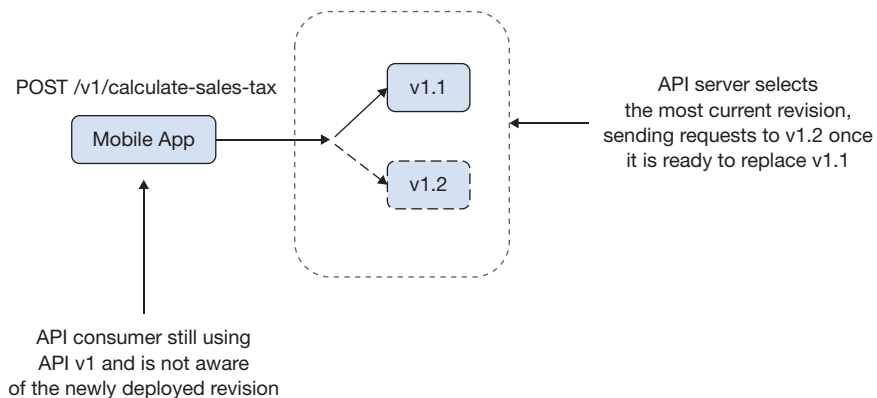 POST /v1/calculate-sales-tax
Mobile App
v1.1
v1.2
API server selects
the most current revision,
sending requests to v1.2 once
it is ready to replace v1.1
API consumer still using
API v1 and is not aware
of the newly deployed revision